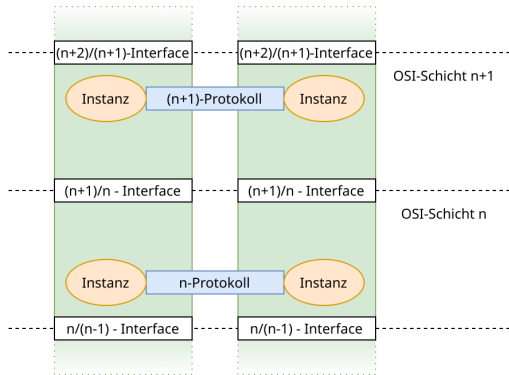 (n+2)/(n+1)-Interface (n+2)/(n+1)-Interface
OSI-Schicht n+1
Instanz (n+1)-Protokoll Instanz
(n+1)/n - Interface (n+1)/n - Interface
OSI-Schicht n
Instanz n-Protokoll Instanz
n/(n-1) - Interface n/(n-1) - Interface